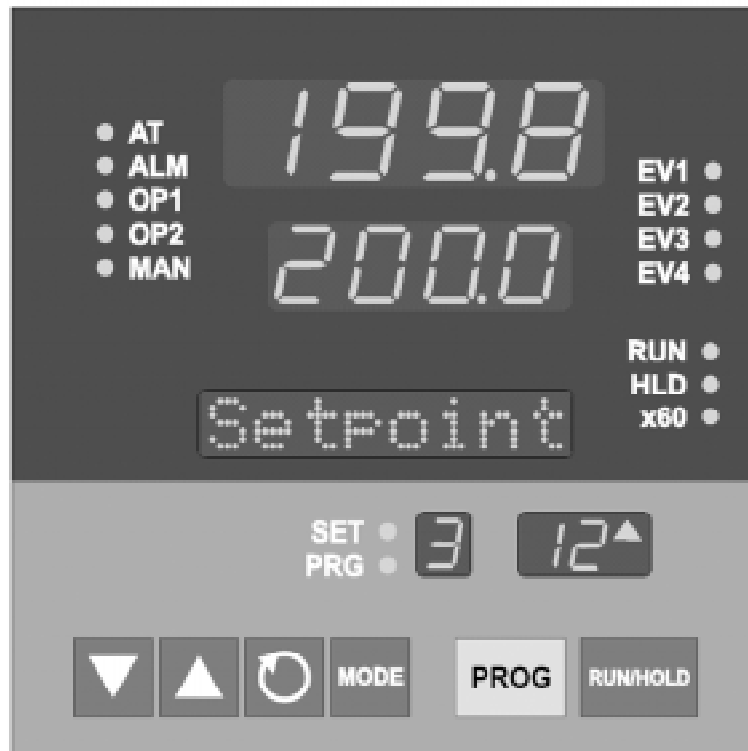 199.8
AT
ALM
OP1
OP2
MAN
200.0
EV1
EV2
EV3
EV4
RUN
HLD
x60
Setpoint
SET
PRG
3
12
MODE
PROG
RUN/HOLD